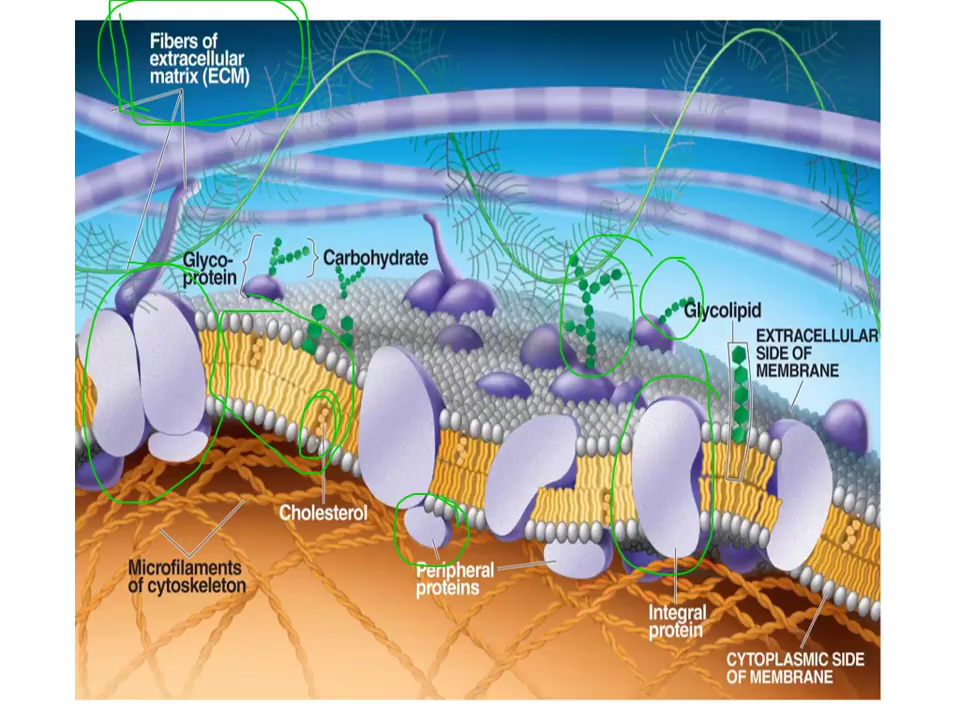 Fibers of
extracellular
matrix (ECM)
Glyco-
protein
Carbohydrate
Glycolipid
EXTRACELLULAR
SIDE OF
MEMBRANE
Cholesterol
Microfilaments
of cytoskeleton
Peripheral
proteins
Integral
protein
CYTOPLASMIC SIDE
OF MEMBRANE